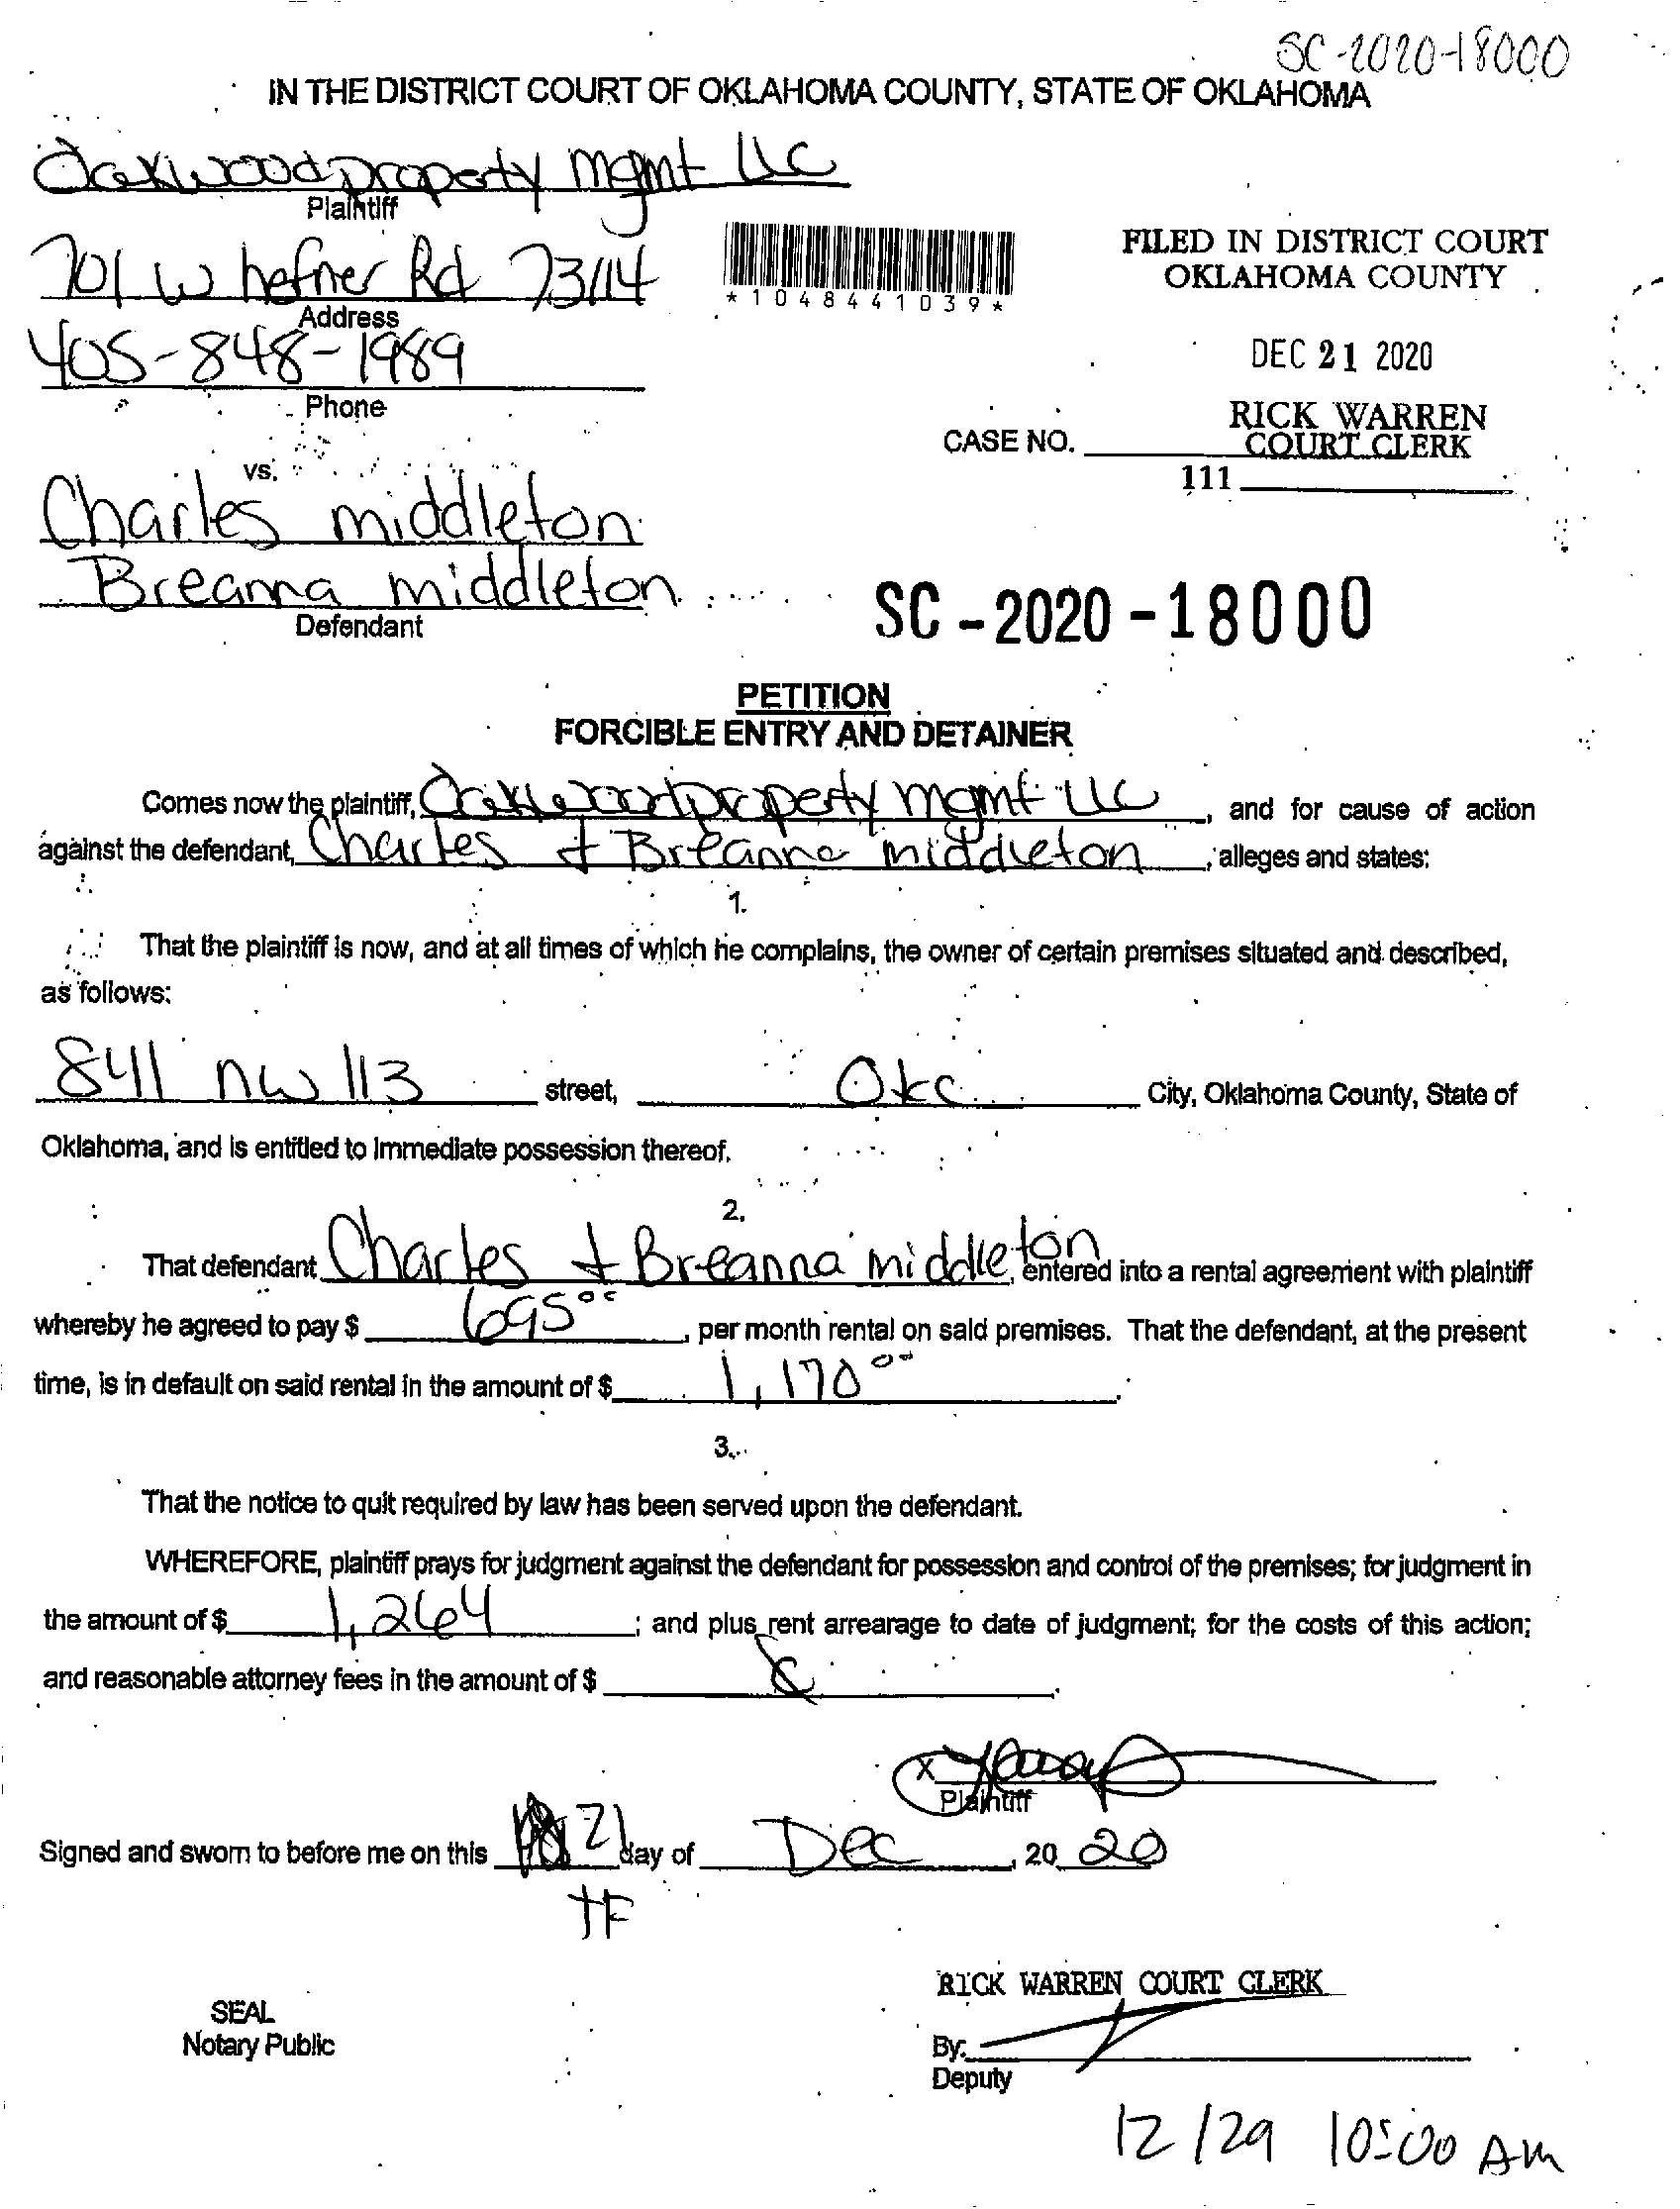 SC-2020-18000
IN THE DISTRICT COURT OF OKLAHOMA COUNTY, STATE OF OKLAHOMA
Oakwood property mgmt LLC
Plaintiff
701 W hefner Rd 73114
Address
405-848-1989
Phone
*1048441039*
FILED IN DISTRICT COURT
OKLAHOMA COUNTY
DEC 21 2020
RICK WARREN
COURT CLERK
CASE NO.
111
vs.
Charles middleton
Breanna middleton
Defendant
SC-2020-18000
PETITION
FORCIBLE ENTRY AND DETAINER
Comes now the plaintiff, Oakwood property mgmt LLC, and for cause of action
against the defendant, Charles + Breanna middleton, alleges and states:
1.
That the plaintiff is now, and at all times of which he complains, the owner of certain premises situated and described,
as follows:
841 nw 113 street, Okc City, Oklahoma County, State of
Oklahoma, and is entitled to immediate possession thereof.
2.
That defendant Charles + Breanna middleton, entered into a rental agreement with plaintiff
whereby he agreed to pay $ 695 00, per month rental on said premises. That the defendant, at the present
time, is in default on said rental in the amount of $ 1,170 00.
3.
That the notice to quit required by law has been served upon the defendant.
WHEREFORE, plaintiff prays for judgment against the defendant for possession and control of the premises; for judgment in
the amount of $ 1,264; and plus rent arrearage to date of judgment; for the costs of this action;
and reasonable attorney fees in the amount of $
X
Plaintiff
Signed and sworn to before me on this 21 day of Dec, 20 20
TF
RICK WARREN COURT CLERK
SEAL
Notary Public
By:
Deputy
12/29 10:00 AM